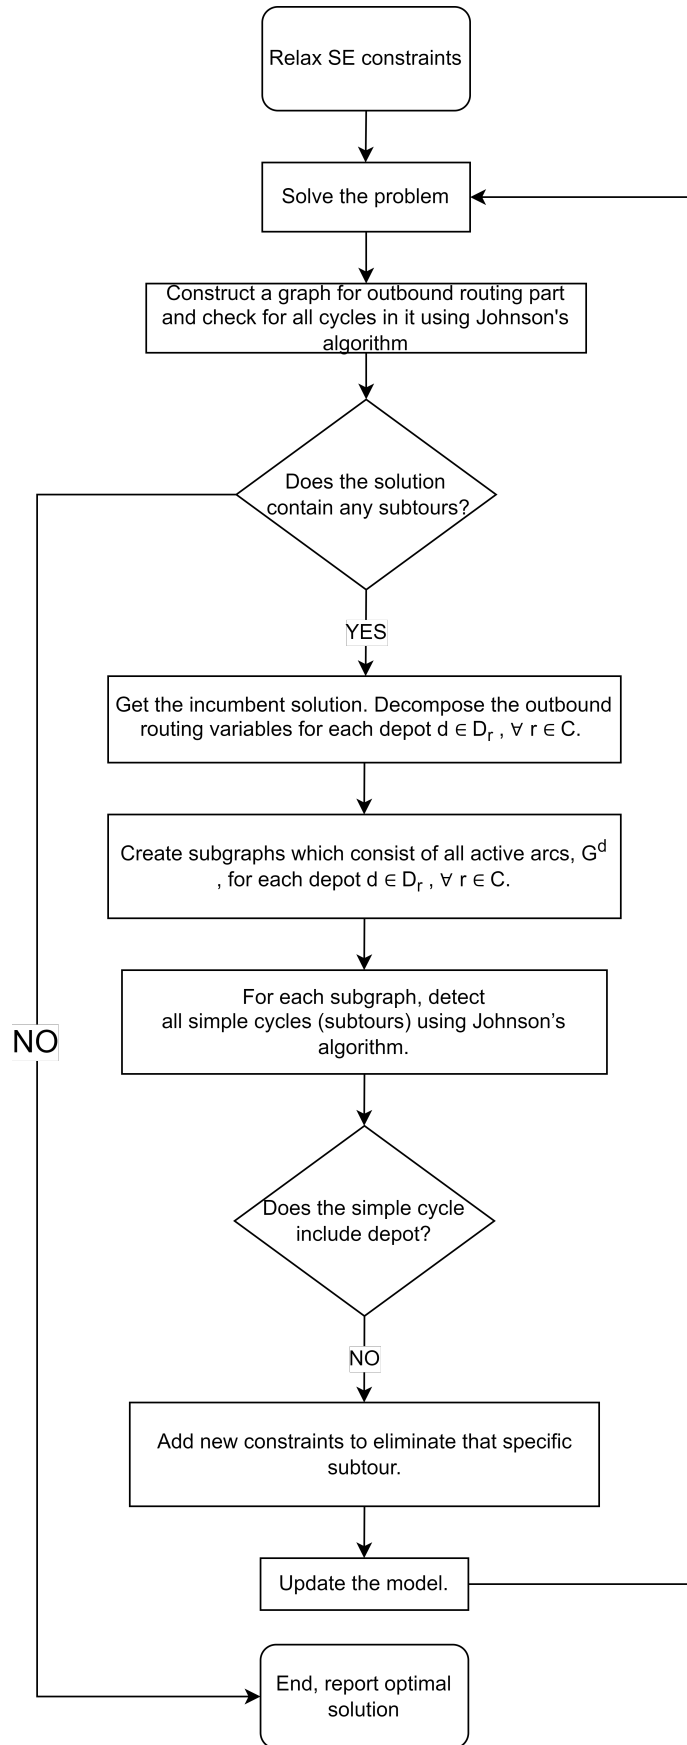 Relax SE constraints
Solve the problem
Construct a graph for outbound routing part
and check for all cycles in it using Johnson's
algorithm
Does the solution
contain any subtours?
YES
Get the incumbent solution. Decompose the outbound
routing variables for each depot d ∈ D_r , ∀ r ∈ C.
Create subgraphs which consist of all active arcs, G^d
, for each depot d ∈ D_r , ∀ r ∈ C.
For each subgraph, detect
all simple cycles (subtours) using Johnson’s
algorithm.
NO
Does the simple cycle
include depot?
NO
Add new constraints to eliminate that specific
subtour.
Update the model.
End, report optimal
solution